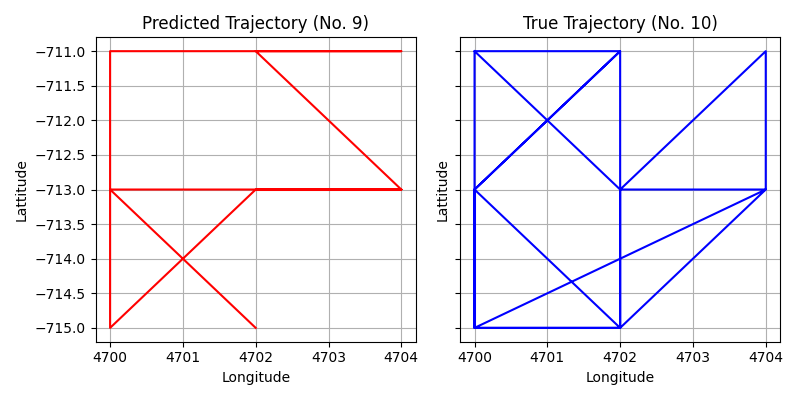 Predicted Trajectory (No. 9)
True Trajectory (No. 10)
Lattitude
−711.0
−711.5
−712.0
−712.5
−713.0
−713.5
−714.0
−714.5
−715.0
4700 4701 4702 4703 4704
Longitude
Lattitude
4700 4701 4702 4703 4704
Longitude